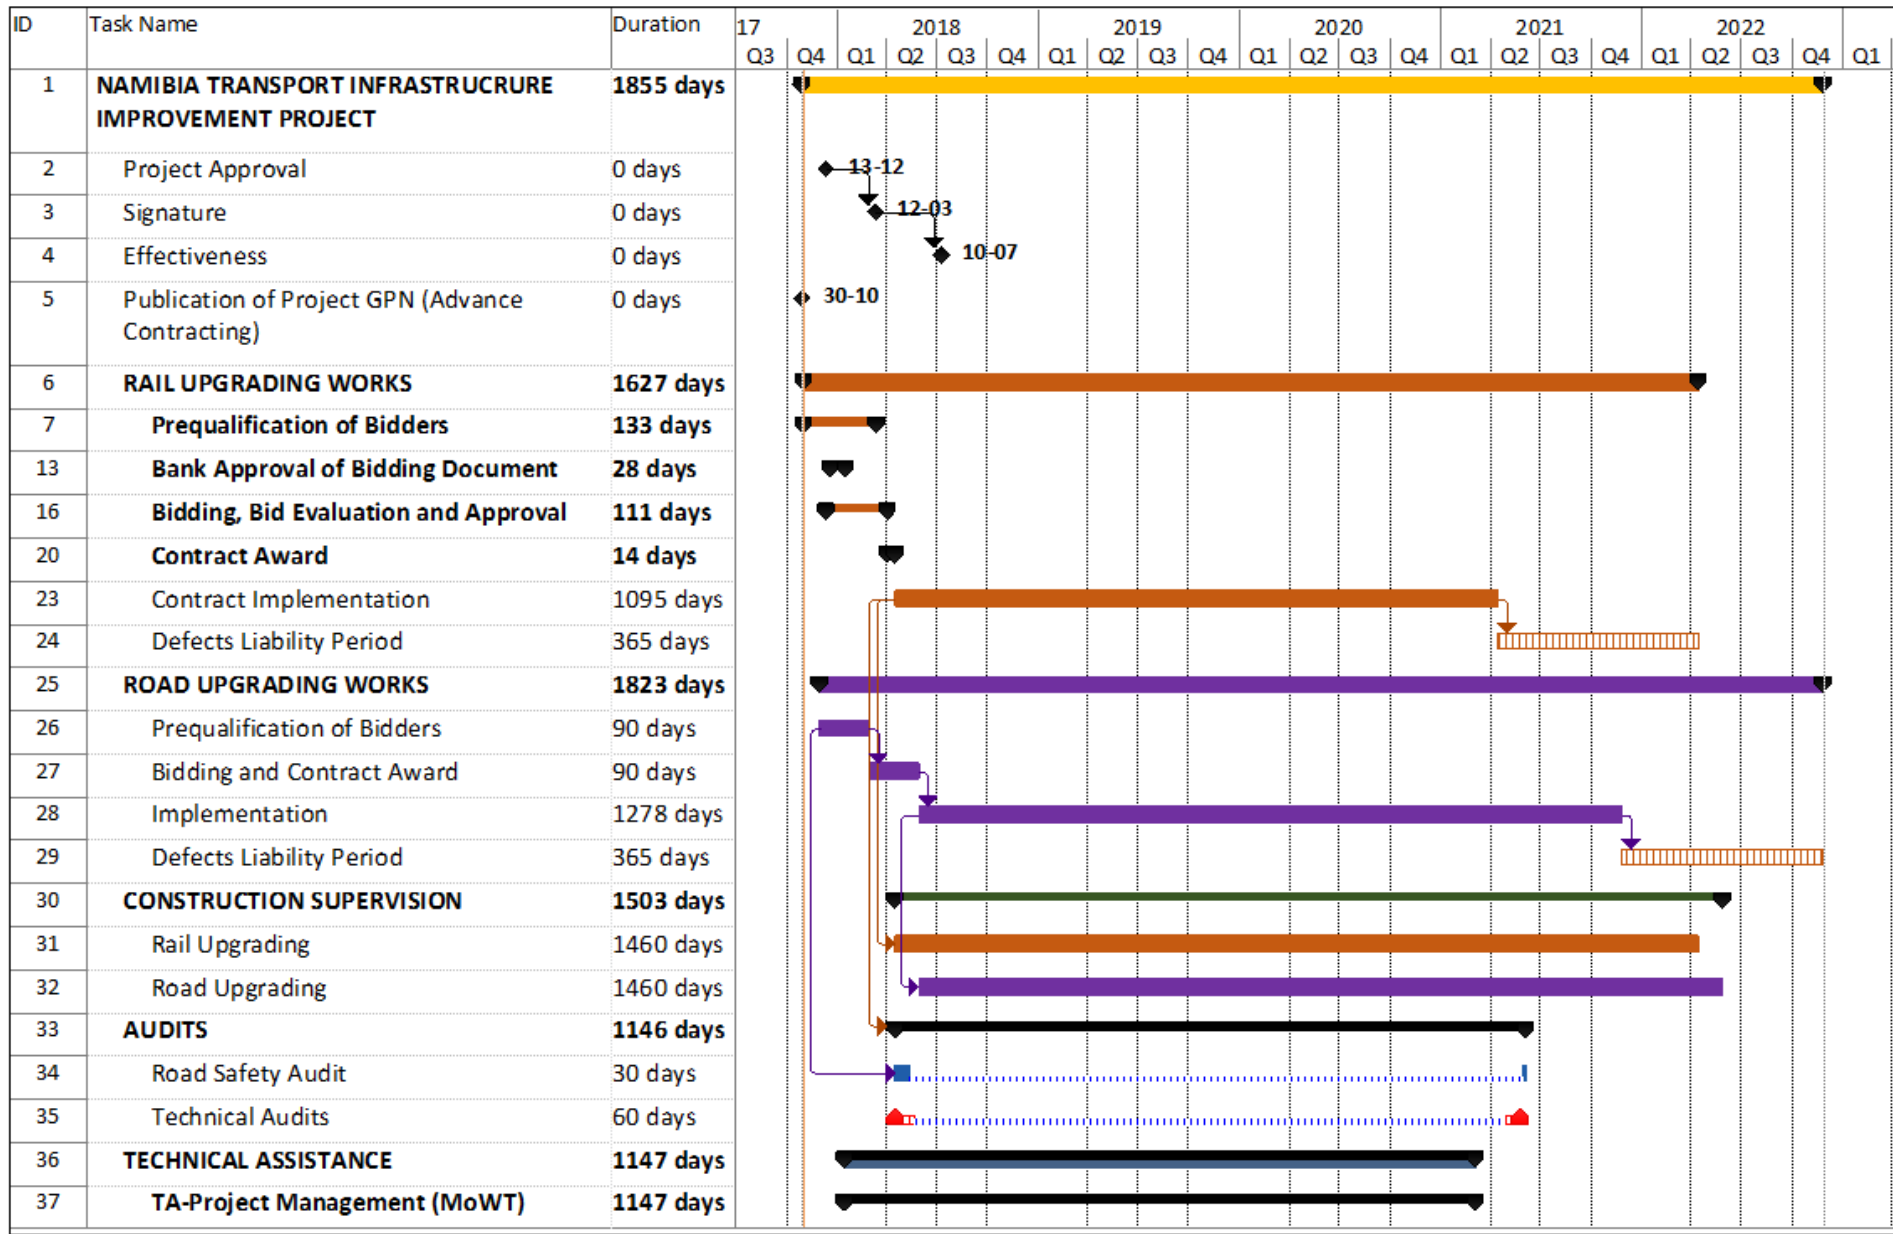 ID Task Name Duration 17 2018 2019 2020 2021 2022
Q3 Q4 Q1 Q2 Q3 Q4 Q1 Q2 Q3 Q4 Q1 Q2 Q3 Q4 Q1 Q2 Q3 Q4 Q1 Q2 Q3 Q4 Q1
1 NAMIBIA TRANSPORT INFRASTRUCRURE 1855 days
IMPROVEMENT PROJECT
2 Project Approval 0 days 13-12
3 Signature 0 days 12-03
4 Effectiveness 0 days 10-07
5 Publication of Project GPN (Advance 0 days 30-10
Contracting)
6 RAIL UPGRADING WORKS 1627 days
7 Prequalification of Bidders 133 days
13 Bank Approval of Bidding Document 28 days
16 Bidding, Bid Evaluation and Approval 111 days
20 Contract Award 14 days
23 Contract Implementation 1095 days
24 Defects Liability Period 365 days
25 ROAD UPGRADING WORKS 1823 days
26 Prequalification of Bidders 90 days
27 Bidding and Contract Award 90 days
28 Implementation 1278 days
29 Defects Liability Period 365 days
30 CONSTRUCTION SUPERVISION 1503 days
31 Rail Upgrading 1460 days
32 Road Upgrading 1460 days
33 AUDITS 1146 days
34 Road Safety Audit 30 days
35 Technical Audits 60 days
36 TECHNICAL ASSISTANCE 1147 days
37 TA-Project Management (MoWT) 1147 days